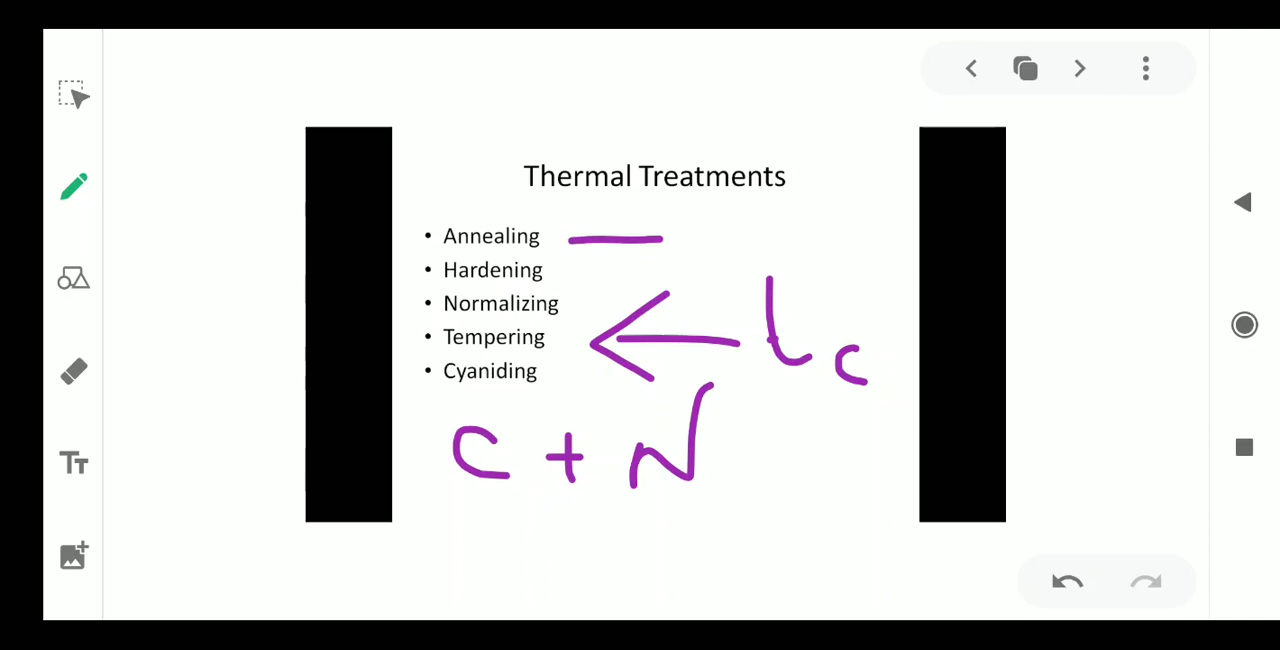 Thermal Treatments
• Annealing
• Hardening
• Normalizing
• Tempering
• Cyaniding
L c
C + N